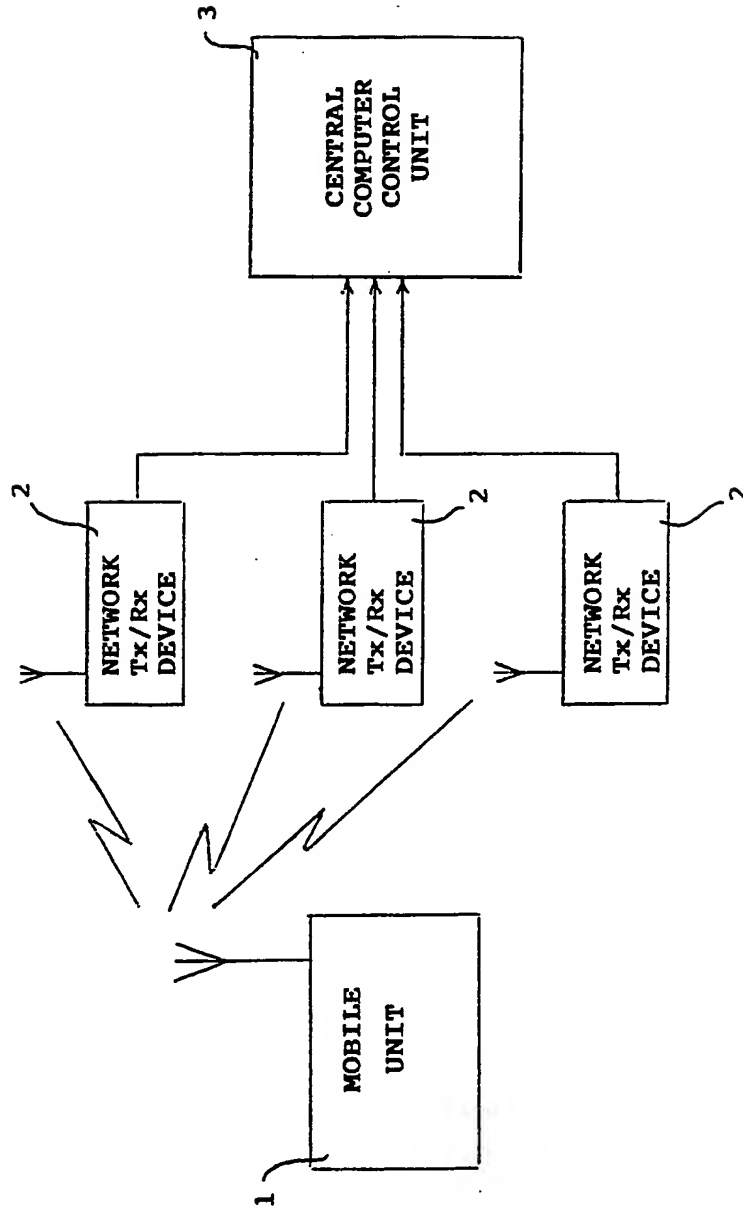 1
MOBILE
UNIT
2
NETWORK
Tx/Rx
DEVICE
2
NETWORK
Tx/Rx
DEVICE
2
NETWORK
Tx/Rx
DEVICE
3
CENTRAL
COMPUTER
CONTROL
UNIT